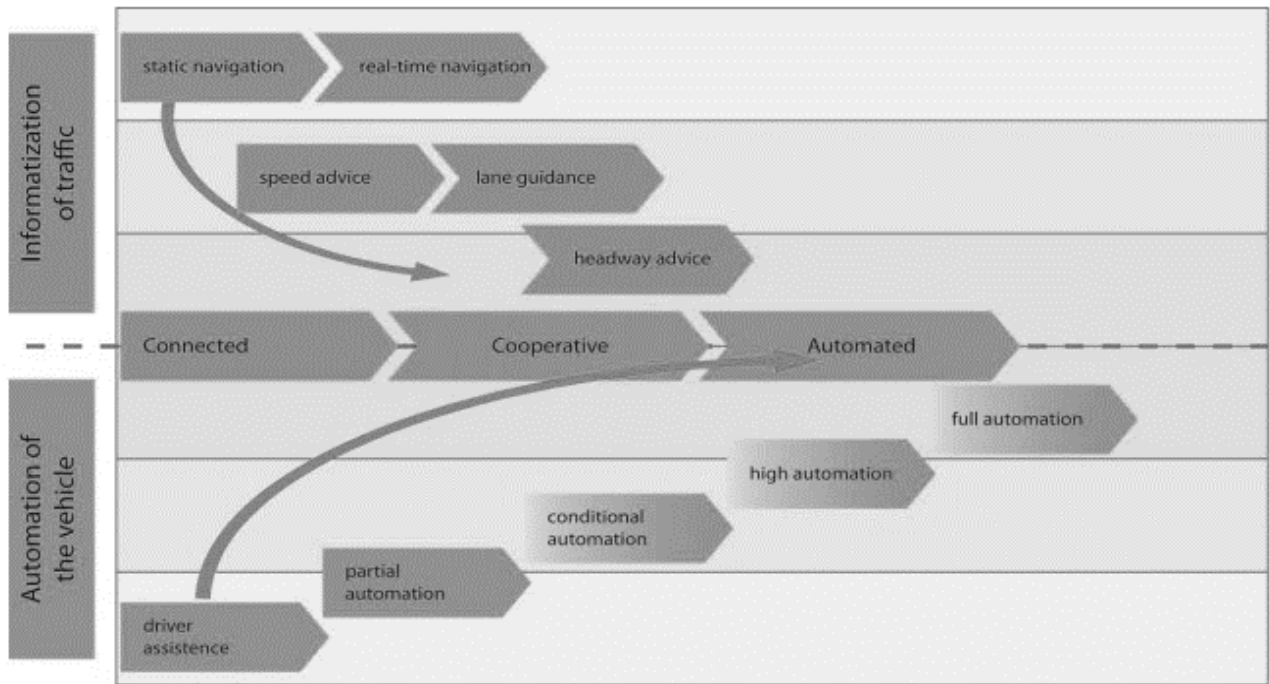 Informatization
of traffic
static navigation
real-time navigation
speed advice
lane guidance
headway advice
Connected
Cooperative
Automated
Automation of
the vehicle
full automation
high automation
conditional
automation
partial
automation
driver
assistence